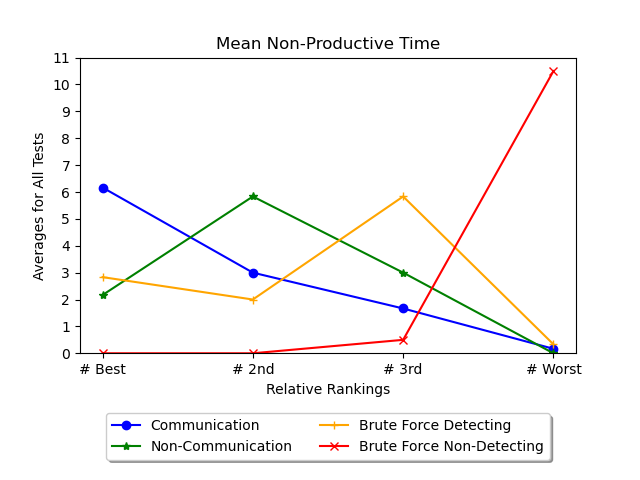 Mean Non-Productive Time
11
10
9
8
7
6
5
4
3
2
1
0
Averages for All Tests
# Best # 2nd # 3rd # Worst
Relative Rankings
Communication Brute Force Detecting
Non-Communication Brute Force Non-Detecting